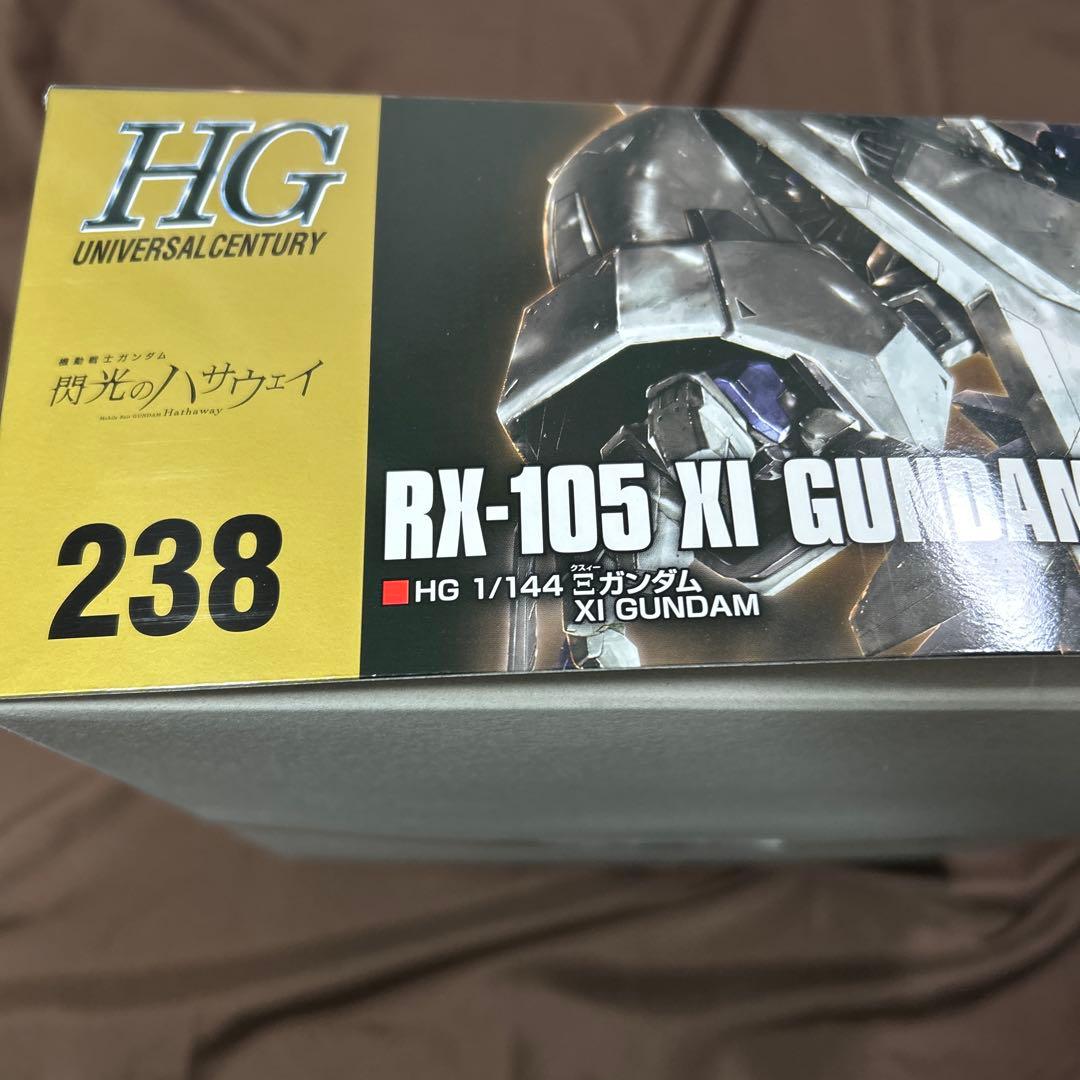 HG
UNIVERSAL CENTURY
機動戦士ガンダム
閃光のハサウェイ
Mobile Suit GUNDAM Hathaway
238
RX-105 XI GUNDAM
クスィー
HG 1/144 Ξガンダム
XI GUNDAM